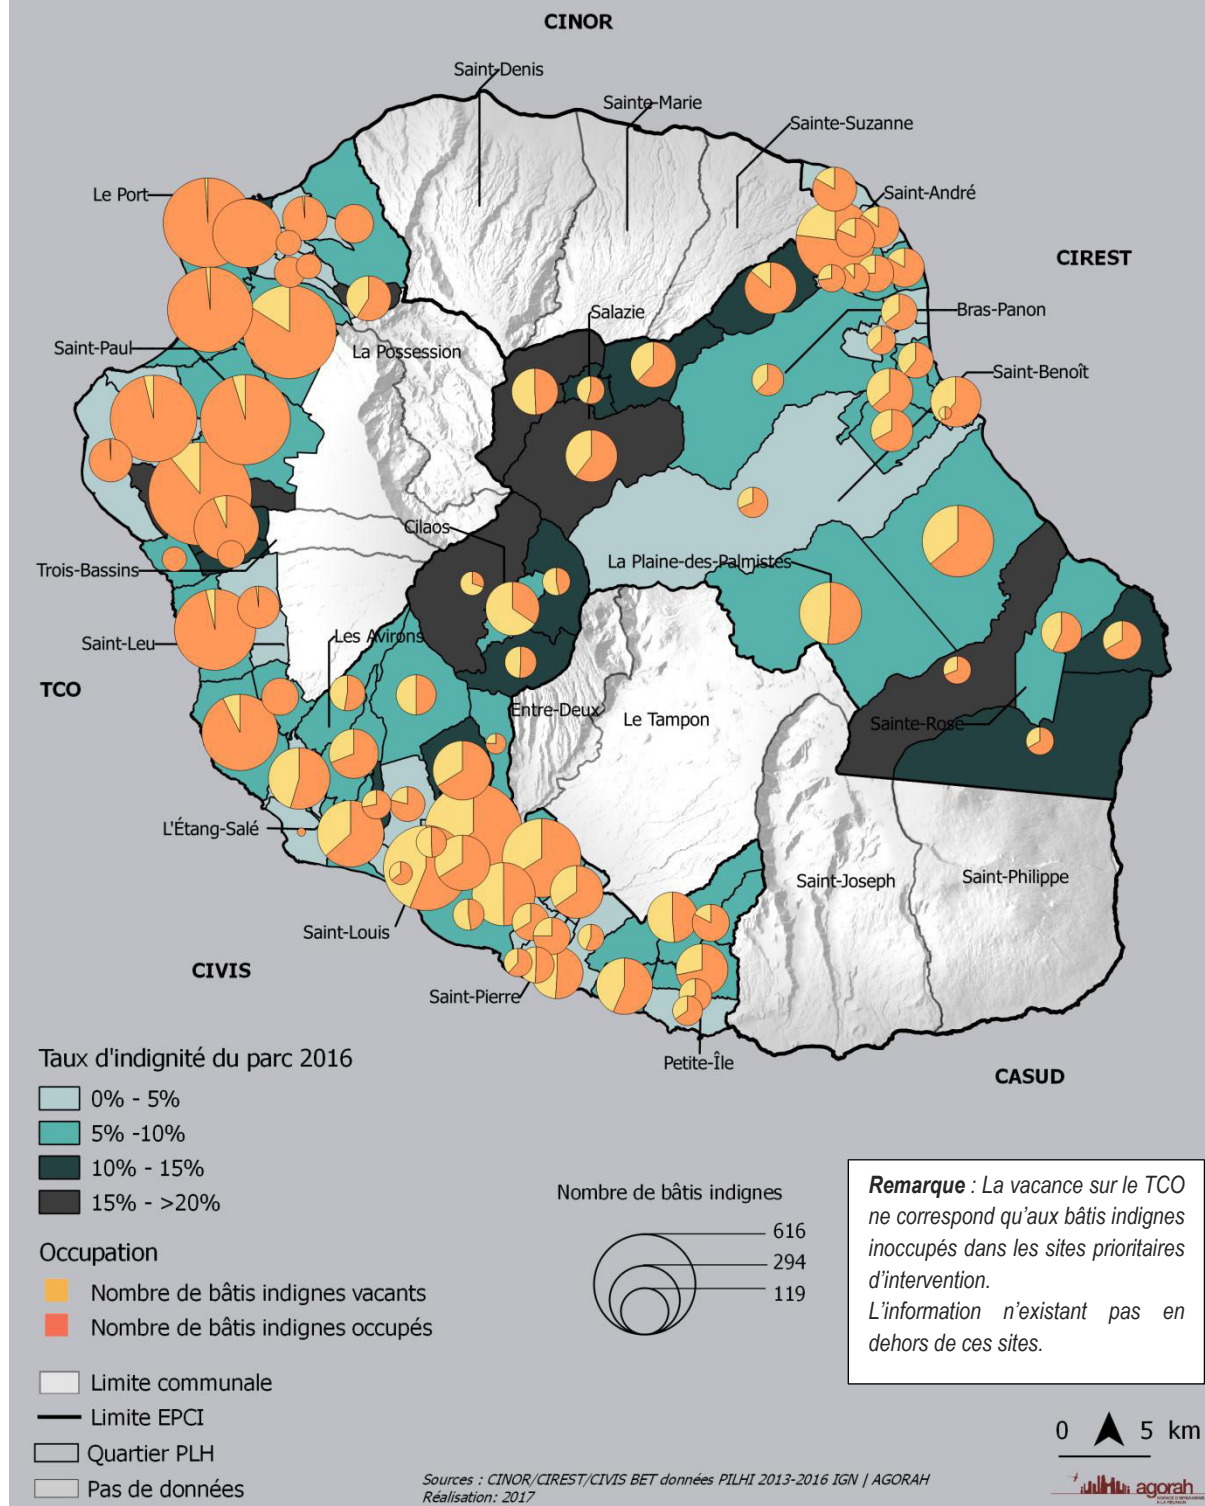 CINOR
Saint-Denis
Sainte-Marie
Sainte-Suzanne
Le Port
Saint-André
CIREST
Salazie
Bras-Panon
La Possession
Saint-Paul
Saint-Benoît
Cilaos
La Plaine-des-Palmistes
Trois-Bassins
Les Avirons
Saint-Leu
TCO
Entre-Deux
Le Tampon
Sainte-Rose
L'Étang-Salé
Saint-Joseph
Saint-Philippe
Saint-Louis
CIVIS
Saint-Pierre
Petite-Île
CASUD
Taux d'indignité du parc 2016
0% - 5%
5% -10%
10% - 15%
15% - >20%
Occupation
Nombre de bâtis indignes vacants
Nombre de bâtis indignes occupés
Limite communale
Limite EPCI
Quartier PLH
Pas de données
Nombre de bâtis indignes
616
294
119
Remarque : La vacance sur le TCO
ne correspond qu'aux bâtis indignes
inoccupés dans les sites prioritaires
d'intervention.
L'information n'existant pas en
dehors de ces sites.
0 5 km
Sources : CINOR/CIREST/CIVIS BET données PILHI 2013-2016 IGN | AGORAH
Réalisation: 2017
agorah